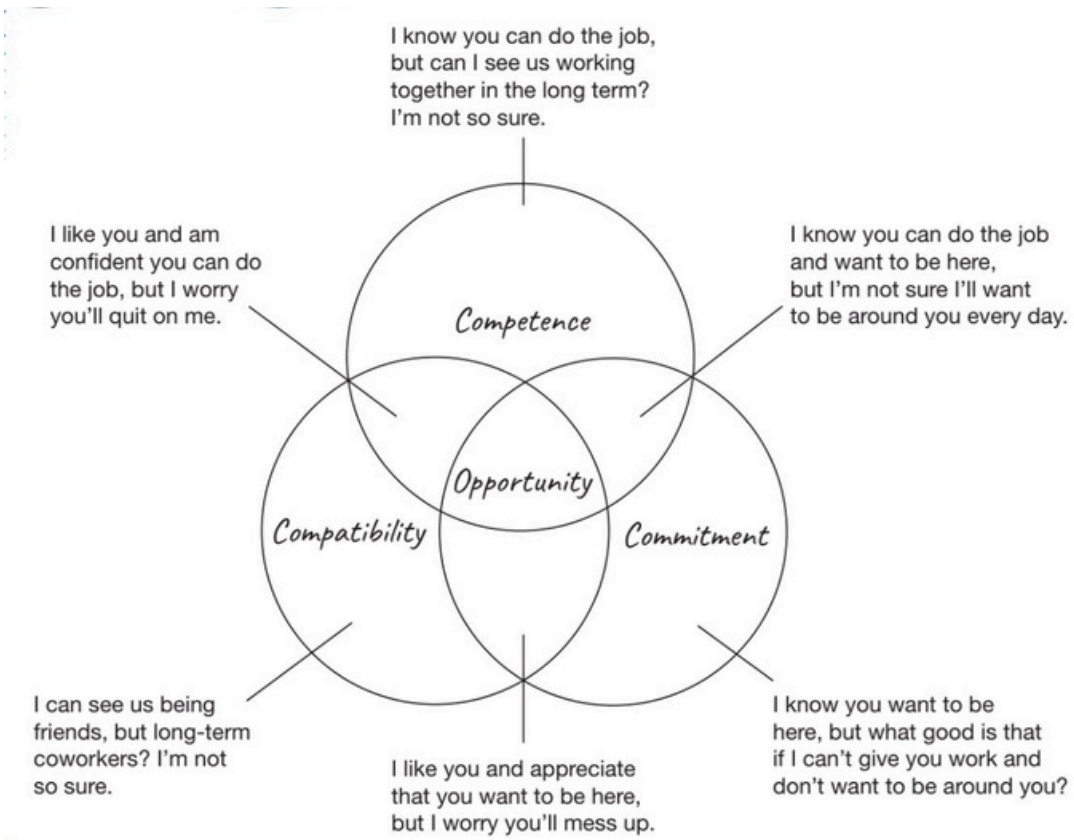 I know you can do the job,
but can I see us working
together in the long term?
I'm not so sure.
I like you and am
confident you can do
the job, but I worry
you'll quit on me.
I know you can do the job
and want to be here,
but I'm not sure I'll want
to be around you every day.
Competence
Opportunity
Compatibility
Commitment
I can see us being
friends, but long-term
coworkers? I'm not
so sure.
I like you and appreciate
that you want to be here,
but I worry you'll mess up.
I know you want to be
here, but what good is that
if I can't give you work and
don't want to be around you?